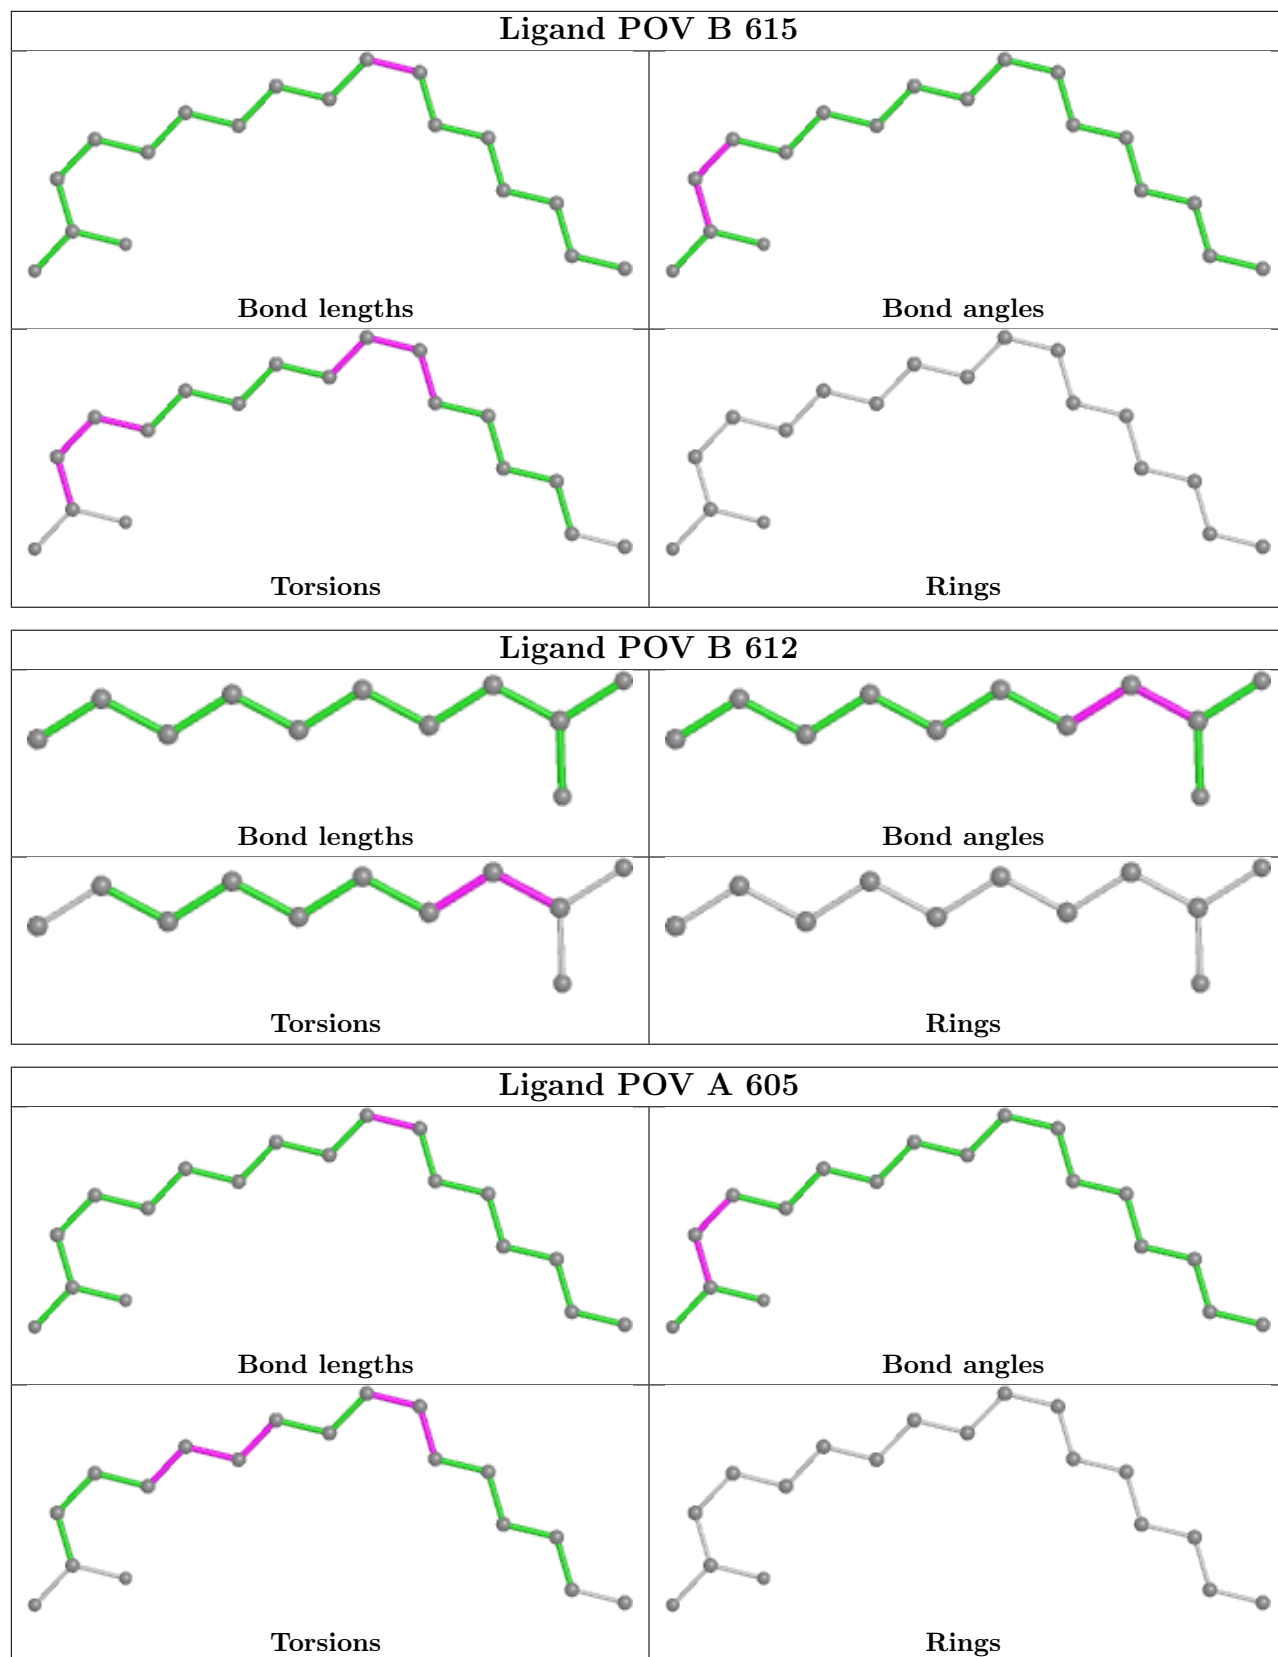 Ligand POV B 615
Bond lengths
Bond angles
Torsions
Rings
Ligand POV B 612
Bond lengths
Bond angles
Torsions
Rings
Ligand POV A 605
Bond lengths
Bond angles
Torsions
Rings